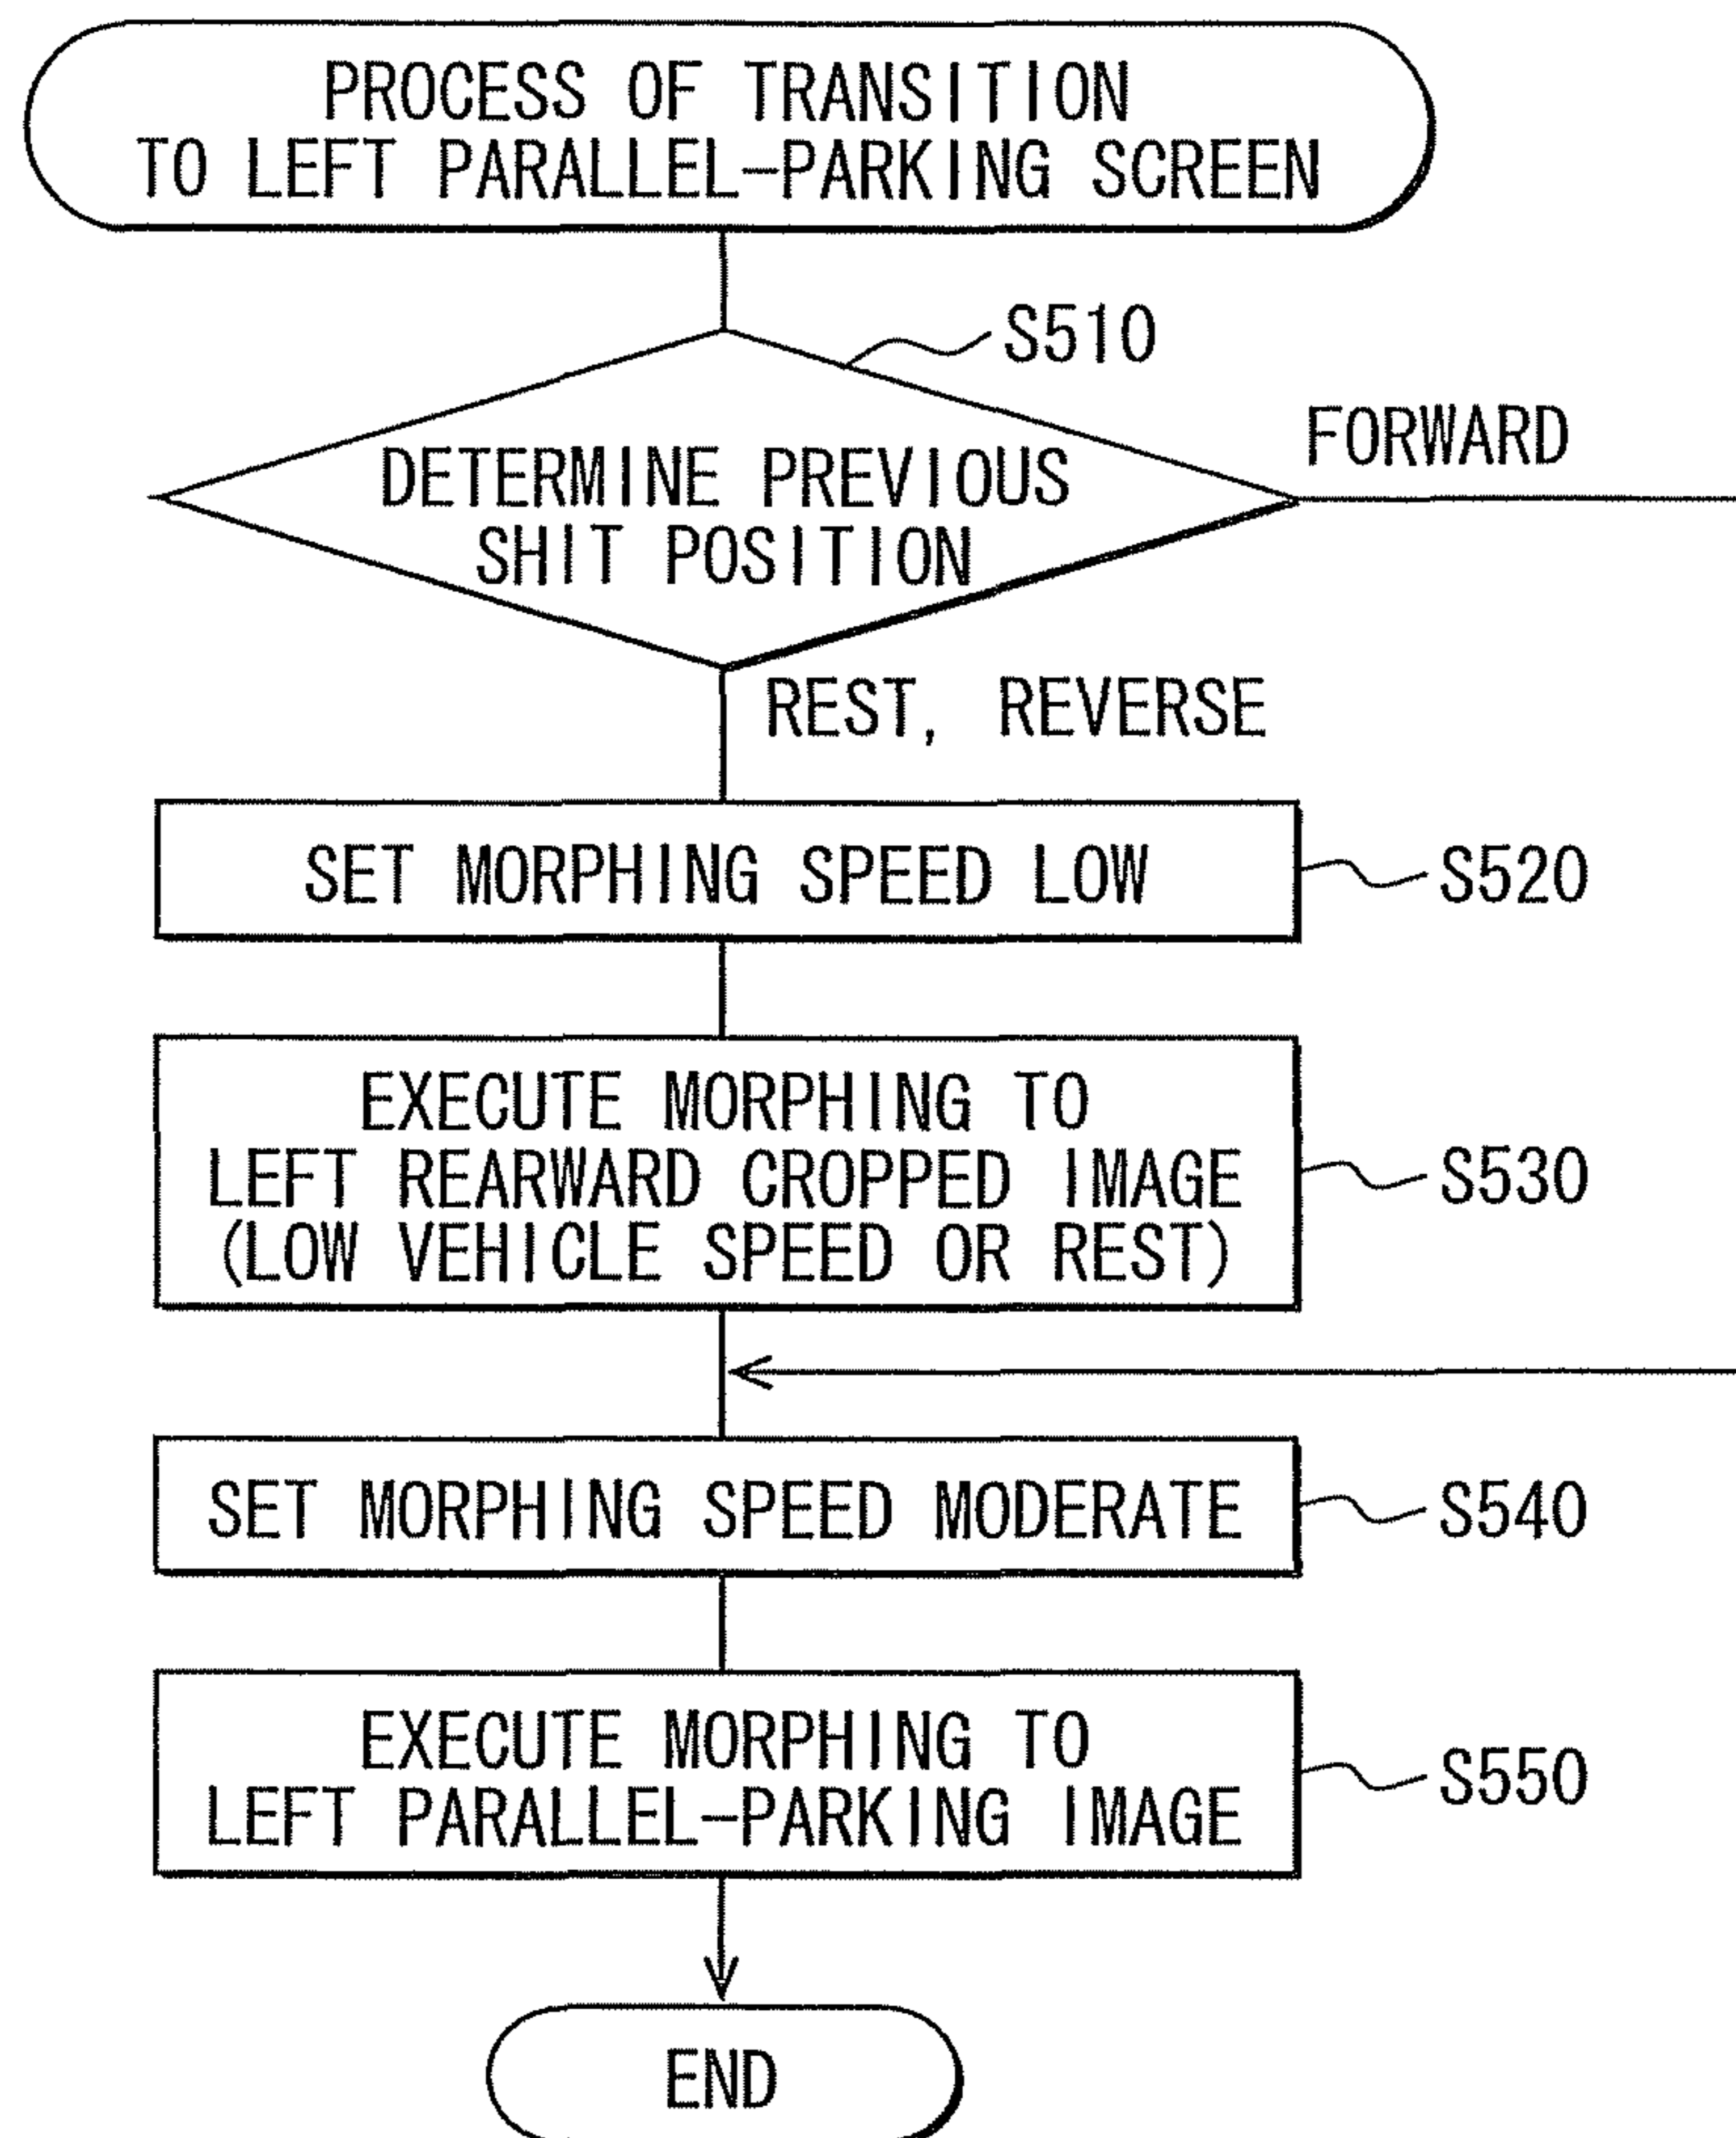 PROCESS OF TRANSITION
TO LEFT PARALLEL-PARKING SCREEN
S510
FORWARD
DETERMINE PREVIOUS
SHIT POSITION
REST, REVERSE
SET MORPHING SPEED LOW
S520
EXECUTE MORPHING TO
LEFT REARWARD CROPPED IMAGE
(LOW VEHICLE SPEED OR REST)
S530
SET MORPHING SPEED MODERATE
S540
EXECUTE MORPHING TO
LEFT PARALLEL-PARKING IMAGE
S550
END